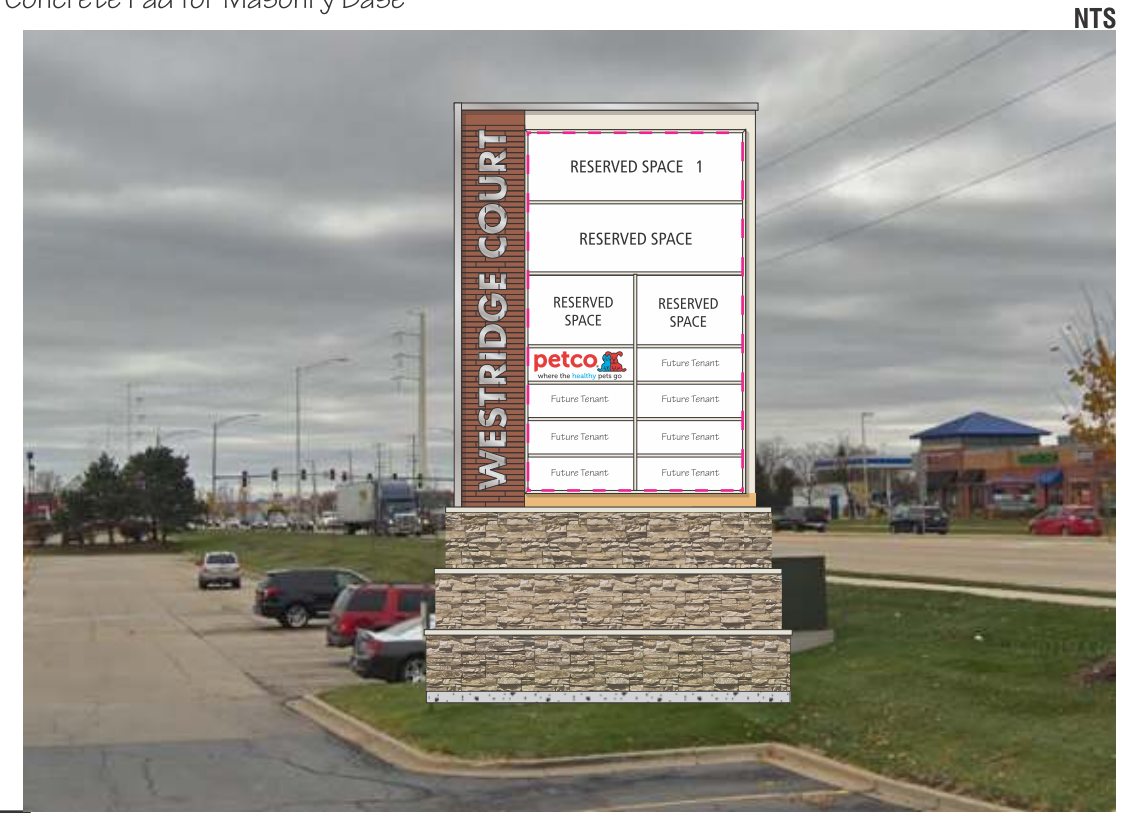 Concrete Pad for Masonry Base
NTS
WESTRIDGE COURT
RESERVED SPACE 1
RESERVED SPACE
RESERVED
SPACE
RESERVED
SPACE
petco
where the healthy pets go
Future Tenant
Future Tenant
Future Tenant
Future Tenant
Future Tenant
Future Tenant
Future Tenant